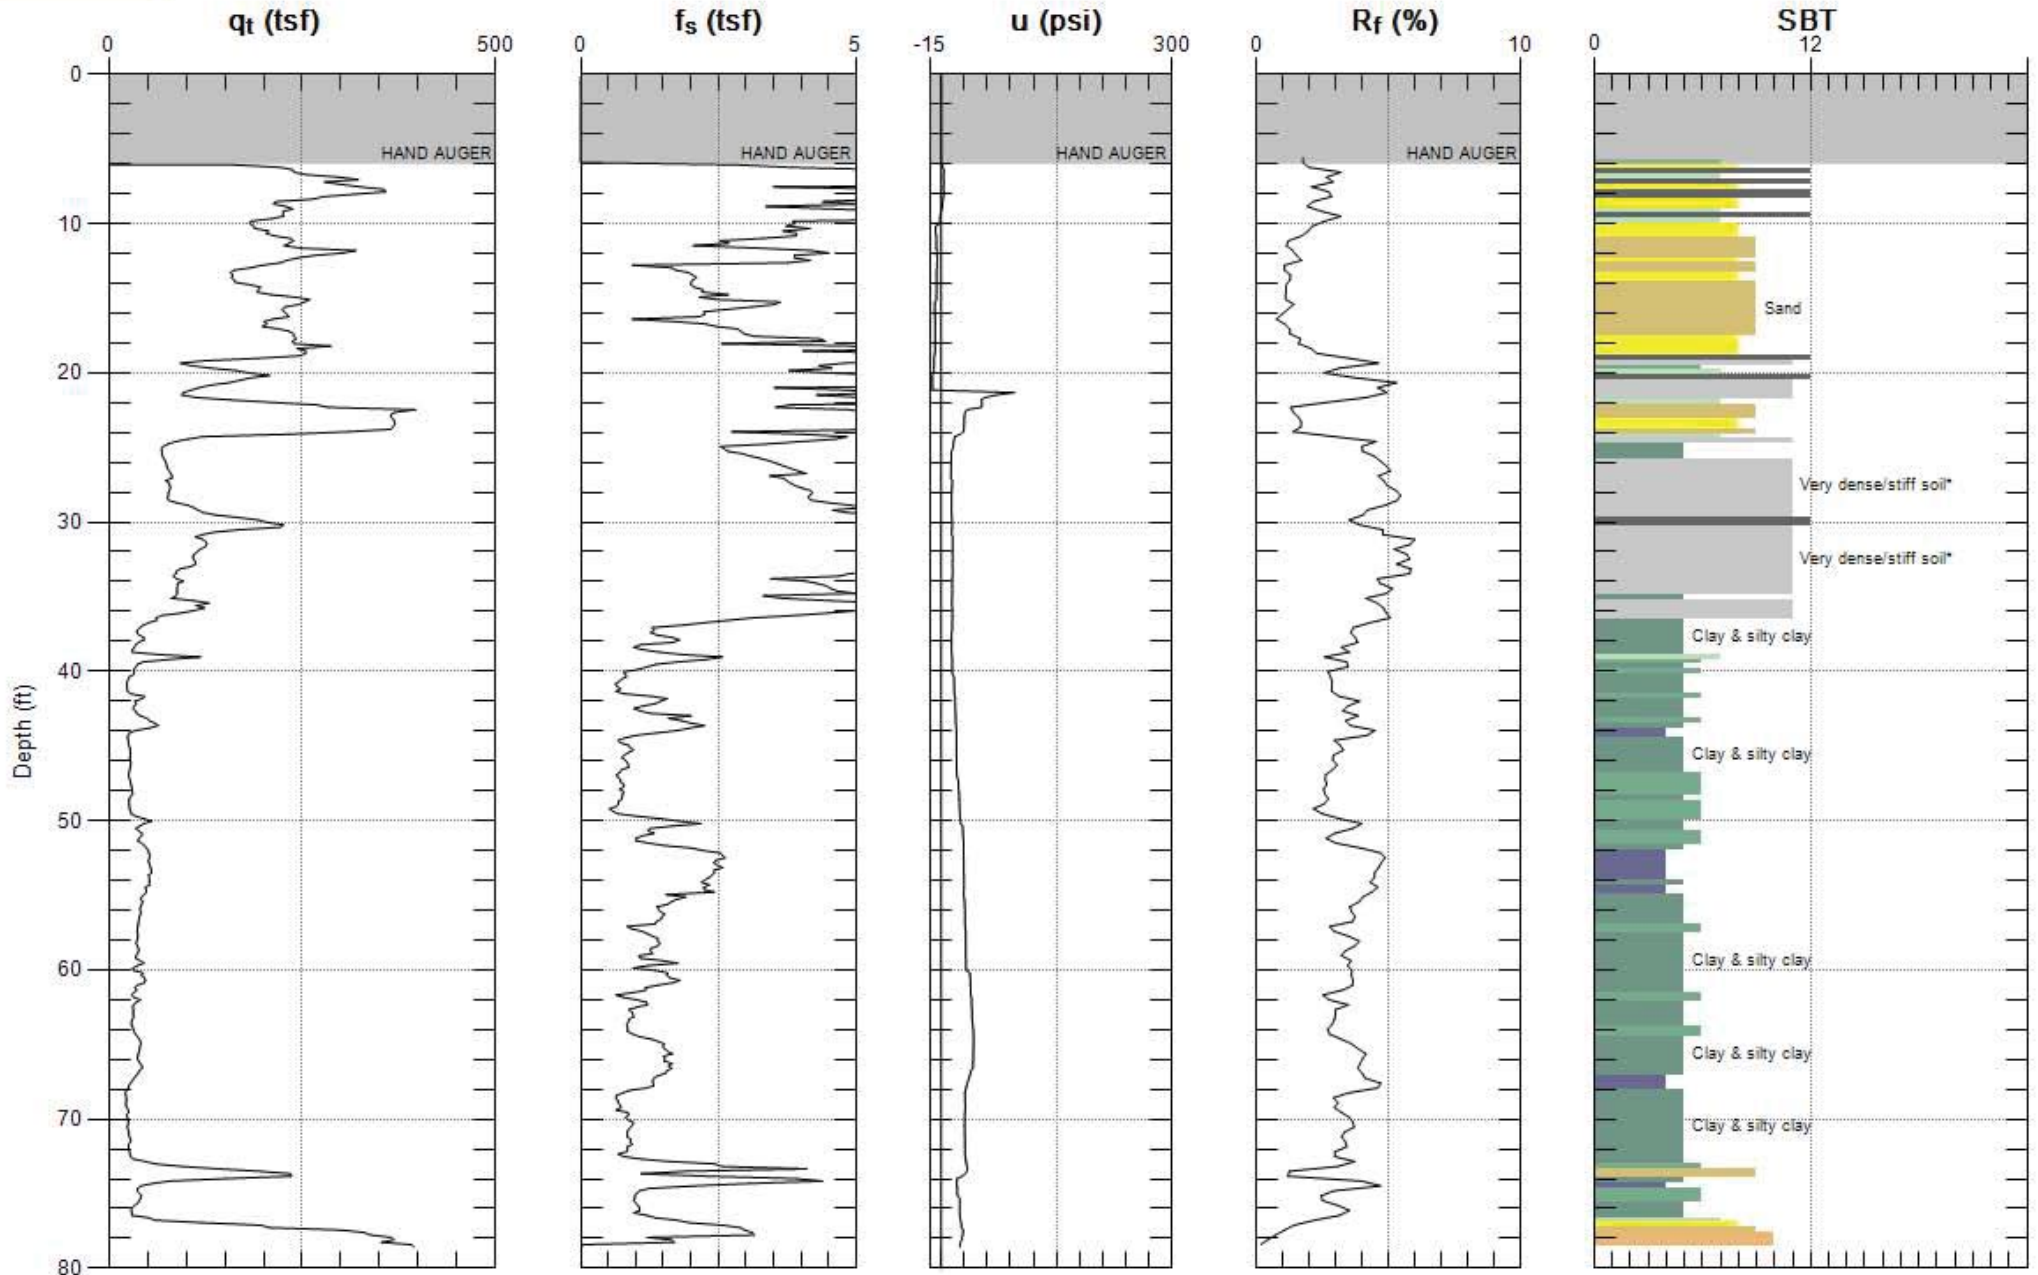 qt (tsf) fs (tsf) u (psi) Rf (%) SBT
0 500 0 5 -15 300 0 10 0 12
0
HAND AUGER HAND AUGER HAND AUGER HAND AUGER
10
Sand
20
Very dense/stiff soil*
30
Very dense/stiff soil*
Clay & silty clay
40
Depth (ft)
Clay & silty clay
50
Clay & silty clay
60
Clay & silty clay
70
Clay & silty clay
80